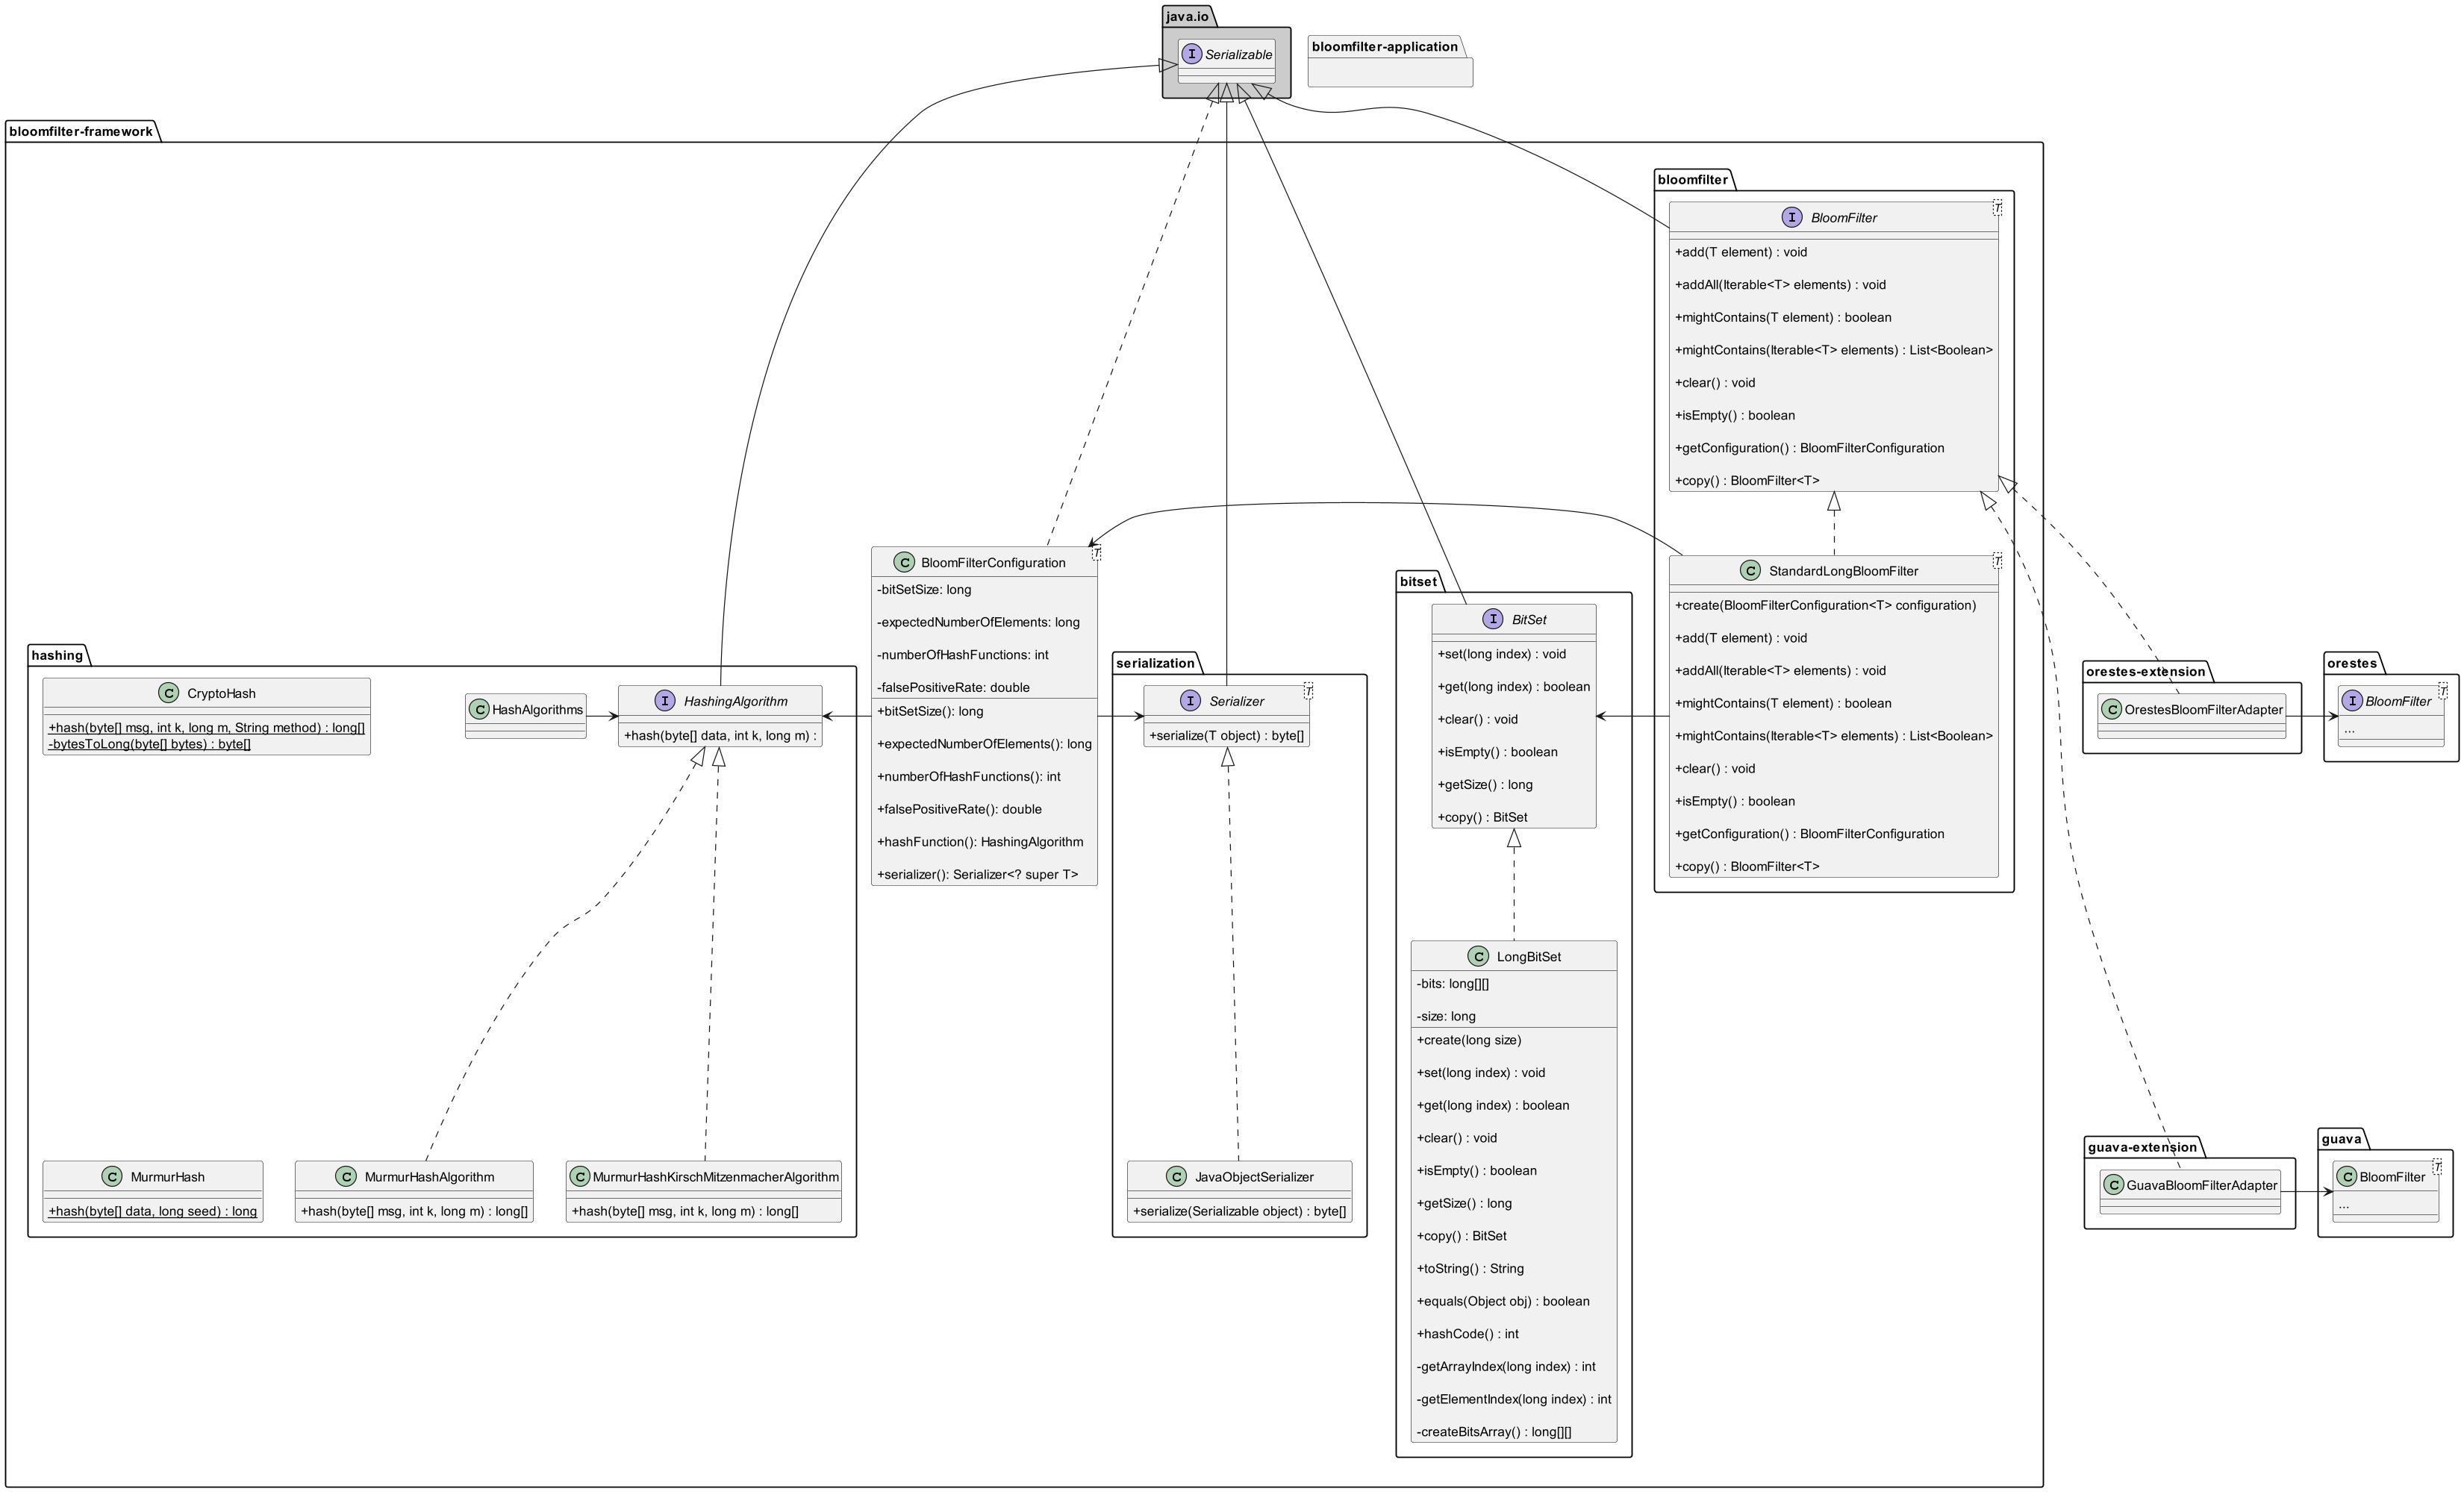 java.io
I Serializable
bloomfilter-application
bloomfilter-framework
bloomfilter
I BloomFilter T
+add(T element) : void
+addAll(Iterable<T> elements) : void
+mightContains(T element) : boolean
+mightContains(Iterable<T> elements) : List<Boolean>
+clear() : void
+isEmpty() : boolean
+getConfiguration() : BloomFilterConfiguration
+copy() : BloomFilter<T>
C StandardLongBloomFilter T
+create(BloomFilterConfiguration<T> configuration)
+add(T element) : void
+addAll(Iterable<T> elements) : void
+mightContains(T element) : boolean
+mightContains(Iterable<T> elements) : List<Boolean>
+clear() : void
+isEmpty() : boolean
+getConfiguration() : BloomFilterConfiguration
+copy() : BloomFilter<T>
C BloomFilterConfiguration T
-bitSetSize: long
-expectedNumberOfElements: long
-numberOfHashFunctions: int
-falsePositiveRate: double
+bitSetSize(): long
+expectedNumberOfElements(): long
+numberOfHashFunctions(): int
+falsePositiveRate(): double
+hashFunction(): HashingAlgorithm
+serializer(): Serializer<? super T>
bitset
I BitSet
+set(long index) : void
+get(long index) : boolean
+clear() : void
+isEmpty() : boolean
+getSize() : long
+copy() : BitSet
C LongBitSet
-bits: long[][]
-size: long
+create(long size)
+set(long index) : void
+get(long index) : boolean
+clear() : void
+isEmpty() : boolean
+getSize() : long
+copy() : BitSet
+toString() : String
+equals(Object obj) : boolean
+hashCode() : int
-getArrayIndex(long index) : int
-getElementIndex(long index) : int
-createBitsArray() : long[][]
hashing
C CryptoHash
+hash(byte[] msg, int k, long m, String method) : long[]
-bytesToLong(byte[] bytes) : byte[]
C HashAlgorithms
I HashingAlgorithm
+hash(byte[] data, int k, long m) :
C MurmurHash
+hash(byte[] data, long seed) : long
C MurmurHashAlgorithm
+hash(byte[] msg, int k, long m) : long[]
C MurmurHashKirschMitzenmacherAlgorithm
+hash(byte[] msg, int k, long m) : long[]
serialization
I Serializer T
+serialize(T object) : byte[]
C JavaObjectSerializer
+serialize(Serializable object) : byte[]
orestes-extension
C OrestesBloomFilterAdapter
orestes
I BloomFilter T
...
guava-extension
C GuavaBloomFilterAdapter
guava
C BloomFilter T
...